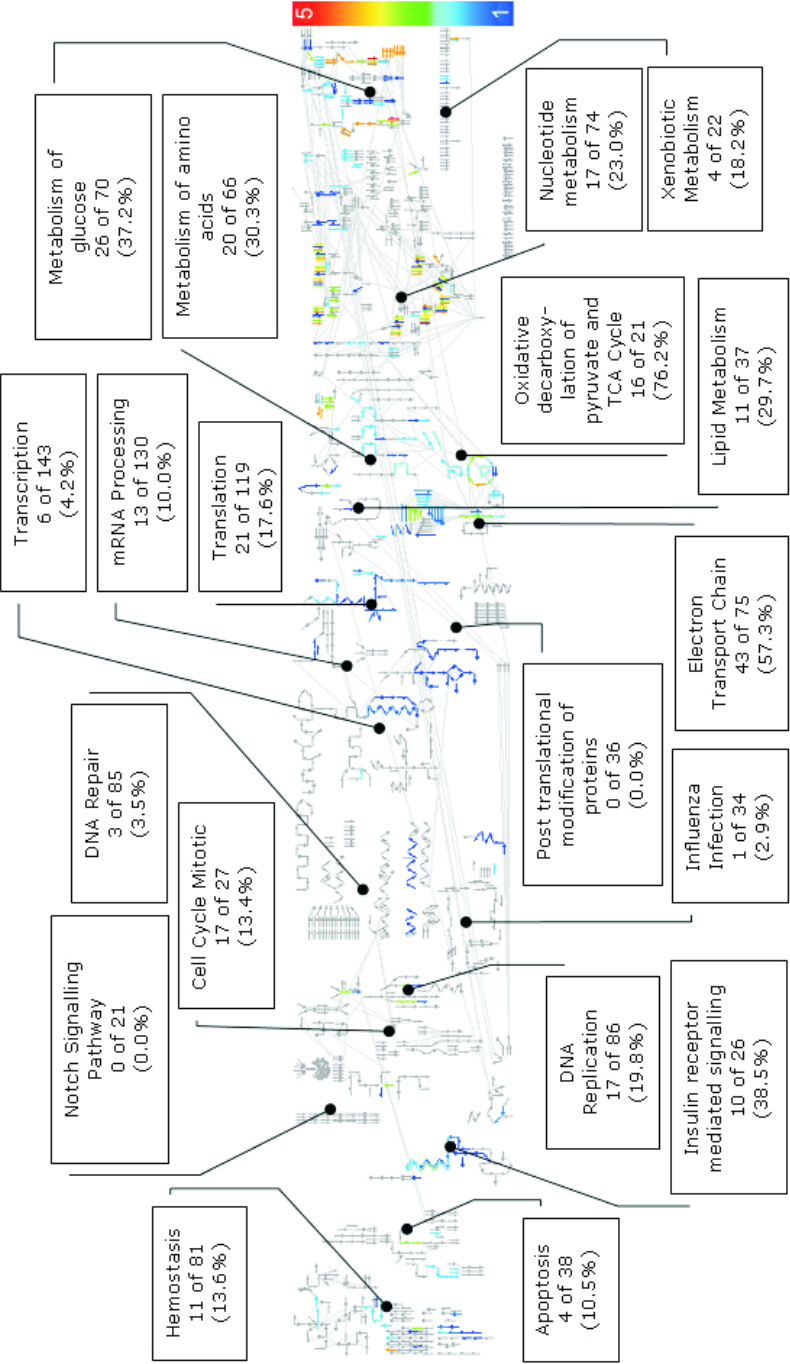 5
1
Metabolism of
glucose
26 of 70
(37.2%)
Metabolism of amino
acids
20 of 66
(30.3%)
Transcription
6 of 143
(4.2%)
mRNA Processing
13 of 130
(10.0%)
Translation
21 of 119
(17.6%)
DNA Repair
3 of 85
(3.5%)
Cell Cycle Mitotic
17 of 27
(13.4%)
Notch Signalling
Pathway
0 of 21
(0.0%)
Hemostasis
11 of 81
(13.6%)
Nucleotide
metabolism
17 of 74
(23.0%)
Xenobiotic
Metabolism
4 of 22
(18.2%)
Oxidative
decarboxy-
lation of
pyruvate and
TCA Cycle
16 of 21
(76.2%)
Lipid Metabolism
11 of 37
(29.7%)
Electron
Transport Chain
43 of 75
(57.3%)
Post translational
modification of
proteins
0 of 36
(0.0%)
Influenza
Infection
1 of 34
(2.9%)
DNA
Replication
17 of 86
(19.8%)
Insulin receptor
mediated signalling
10 of 26
(38.5%)
Apoptosis
4 of 38
(10.5%)